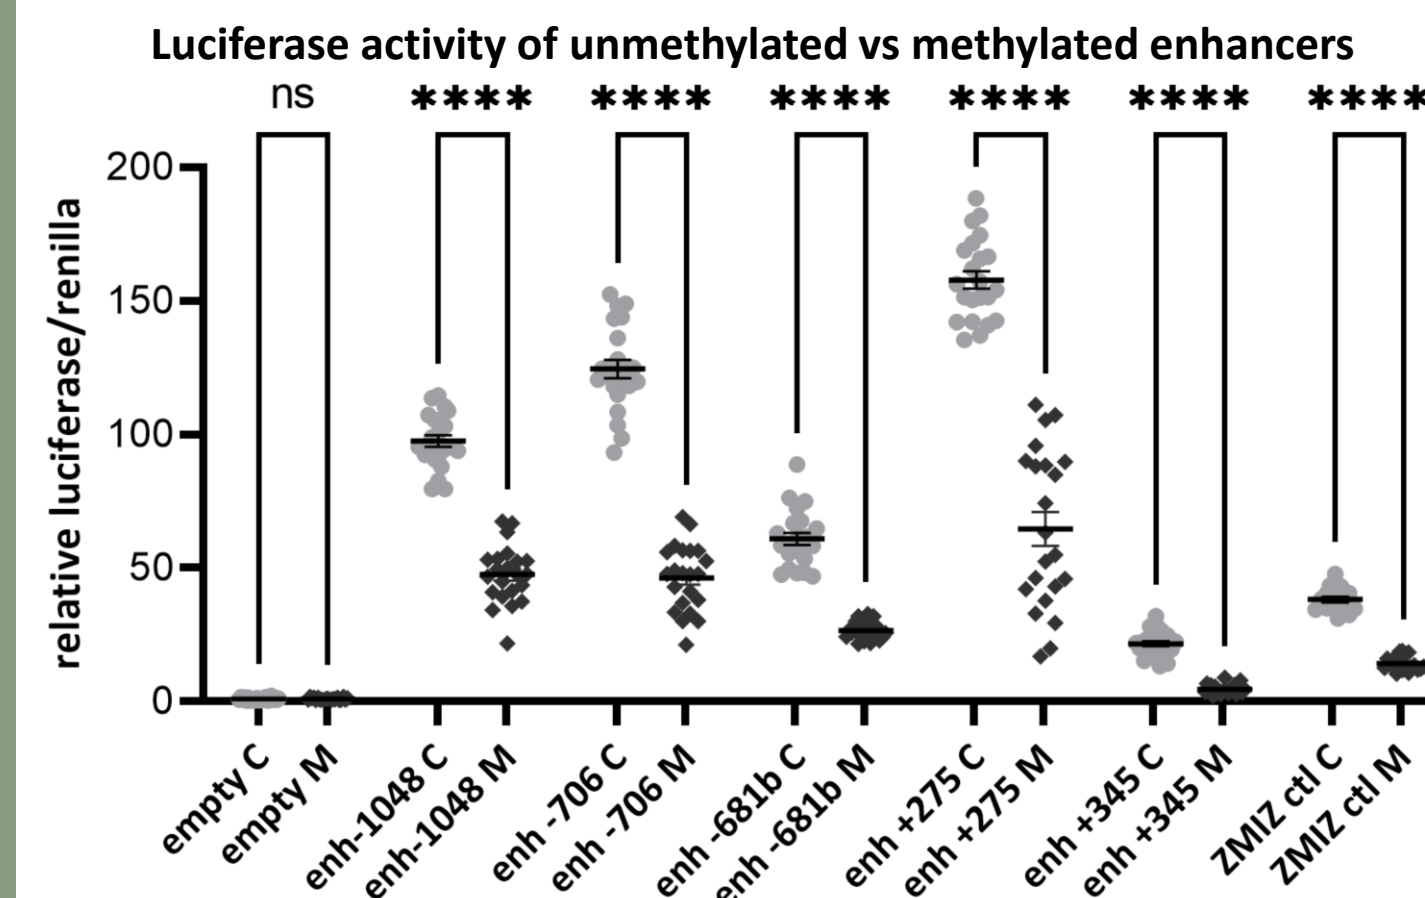 Luciferase activity of unmethylated vs methylated enhancers
ns **** **** **** **** **** ****
relative luciferase/renilla
200
150
100
50
0
empty C
empty M
enh-1048 C
enh-1048 M
enh -706 C
enh -706 M
enh -681b C
enh -681b M
enh +275 C
enh +275 M
enh +345 C
enh +345 M
ZMIZ ctl C
ZMIZ ctl M